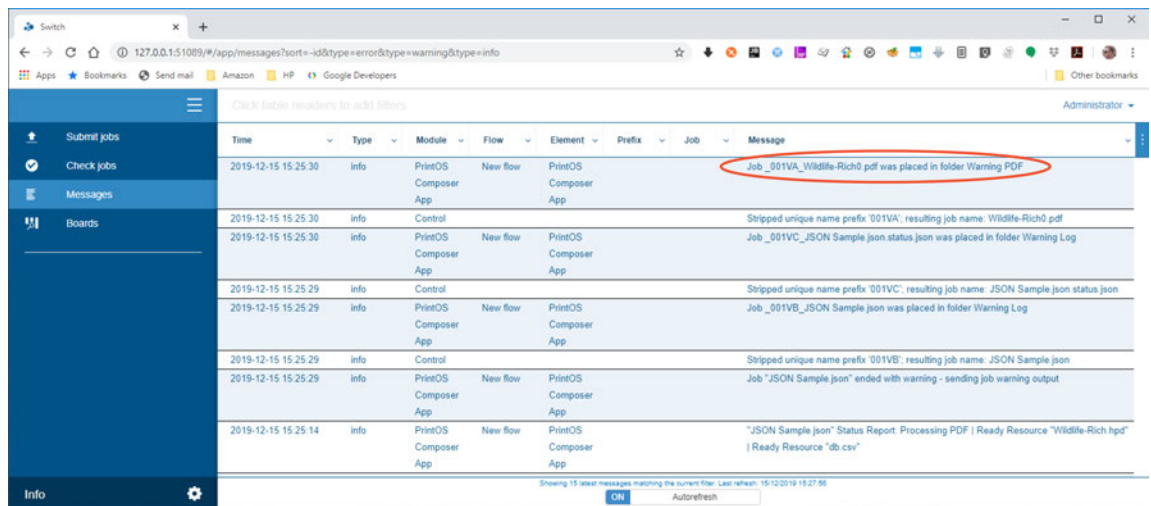 Switch
127.0.0.1:51089/#/app/messages?sort=-id&type=error&type=warning&type=info
Apps Bookmarks Send mail Amazon HP Google Developers Other bookmarks
Click table headers to add filters Administrator
Submit jobs
Check jobs
Messages
Boards
Time Type Module Flow Element Prefix Job Message
2019-12-15 15:25:30 info PrintOS New flow PrintOS Job _001VA_Wildlife-Rich0.pdf was placed in folder Warning PDF
Composer Composer
App App
2019-12-15 15:25:30 info Control Stripped unique name prefix '001VA'; resulting job name: Wildlife-Rich0.pdf
2019-12-15 15:25:30 info PrintOS New flow PrintOS Job _001VC_JSON Sample.json.status.json was placed in folder Warning Log
Composer Composer
App App
2019-12-15 15:25:29 info Control Stripped unique name prefix '001VC'; resulting job name: JSON Sample.json.status.json
2019-12-15 15:25:29 info PrintOS New flow PrintOS Job _001VB_JSON Sample.json was placed in folder Warning Log
Composer Composer
App App
2019-12-15 15:25:29 info Control Stripped unique name prefix '001VB'; resulting job name: JSON Sample.json
2019-12-15 15:25:29 info PrintOS New flow PrintOS Job "JSON Sample.json" ended with warning - sending job warning output
Composer Composer
App App
2019-12-15 15:25:14 info PrintOS New flow PrintOS "JSON Sample.json" Status Report: Processing PDF | Ready Resource "Wildlife-Rich.hpd"
Composer Composer | Ready Resource "db.csv"
App App
Showing 15 latest messages matching the current filter. Last refresh: 15/12/2019 15:27:56
Info ON Autorefresh